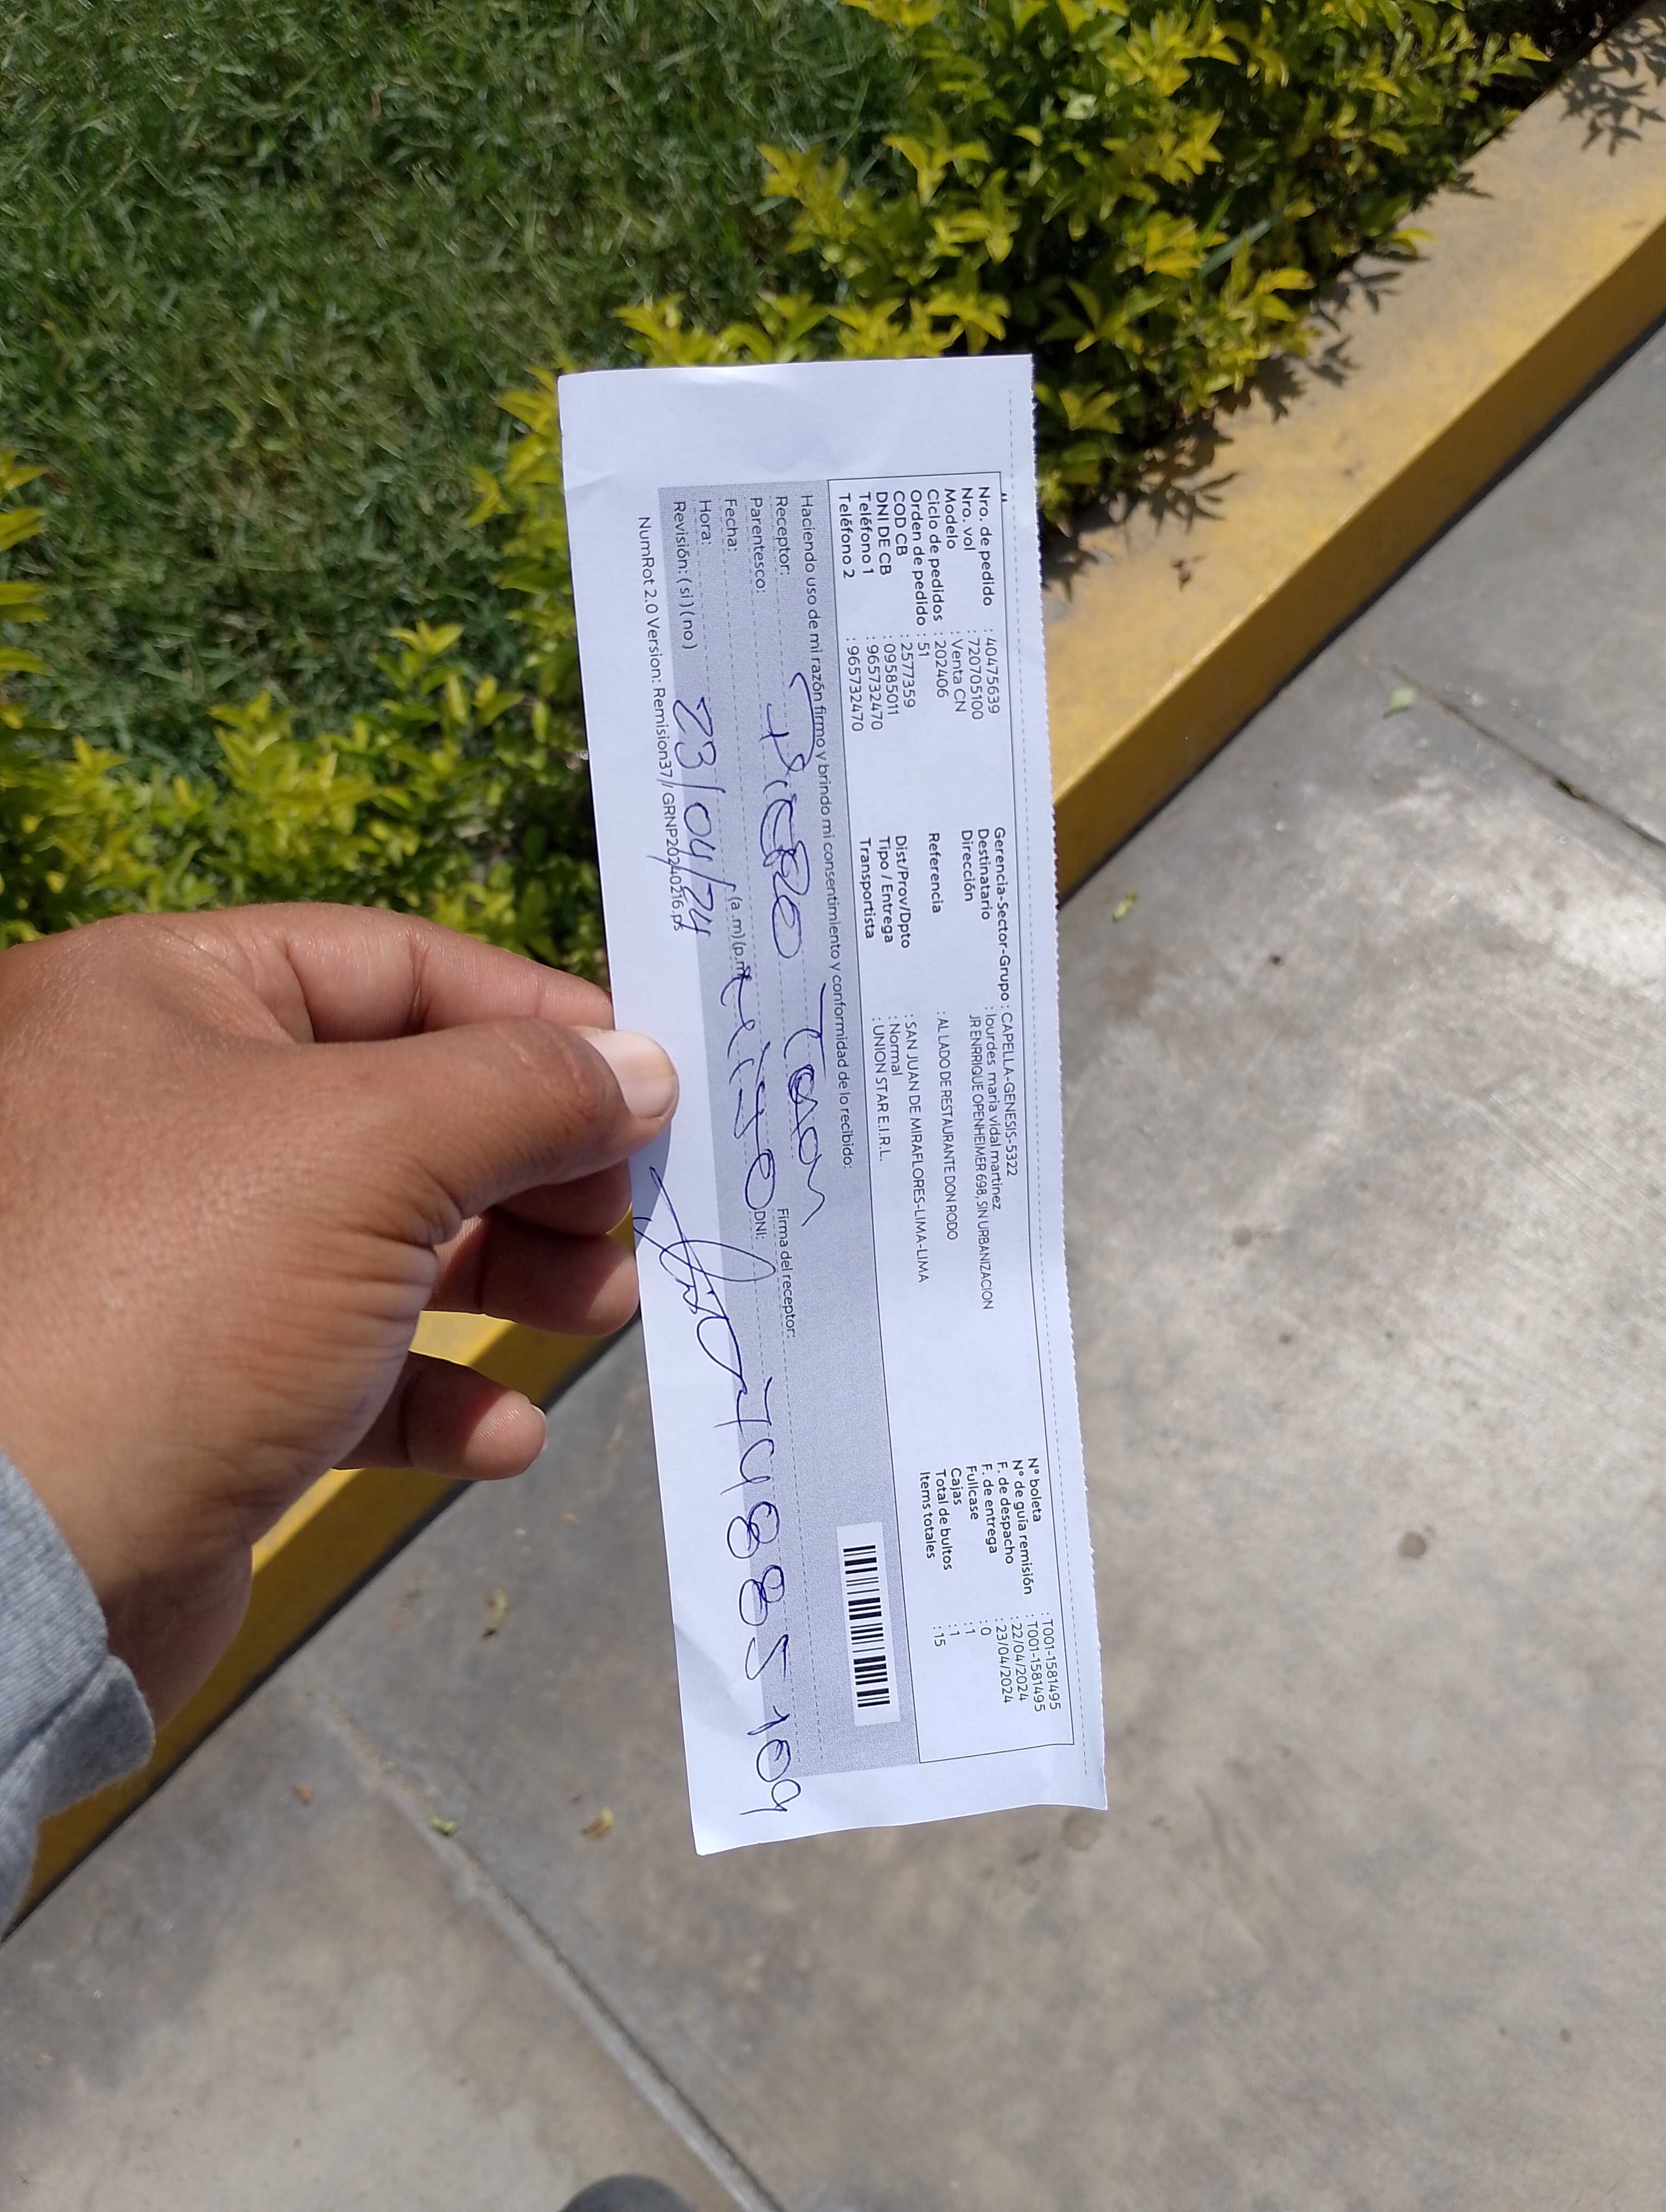 Nro. de pedido : 40475639
Nro. vol : 720705100
Modelo : Venta CN
Ciclo de pedidos : 202406
Orden de pedido : 51
COD CB : 2577359
DNI DE CB : 09585011
Teléfono 1 : 965732470
Teléfono 2 : 965732470
Gerencia-Sector-Grupo : CAPELLA-GENESIS-5322
Destinatario : lourdes maria vidal martinez
Dirección JR ENRRIQUE OPENHEIMER 698, SIN URBANIZACION
Referencia : AL LADO DE RESTAURANTE DON RODO
Dist/Prov/Dpto : SAN JUAN DE MIRAFLORES-LIMA-LIMA
Tipo / Entrega : Normal
Transportista : UNION STAR E.I.R.L.
N° boleta : T001-1581495
N° de guía remisión : T001-1581495
F. de despacho : 22/04/2024
F. de entrega : 23/04/2024
Fullcase : 0
Cajas : 1
Total de bultos : 1
Items totales : 15
Haciendo uso de mi razón firmo y brindo mi consentimiento y conformidad de lo recibido:
Receptor: Piero
Parentesco:
Fecha:
Hora: (a.m)(p.m)
Revisión: (si)(no) 23/04/24
Firma del receptor:
DNI: 74885109
NumRot 2.0 Version: Remision37// GRNP20240216.ps